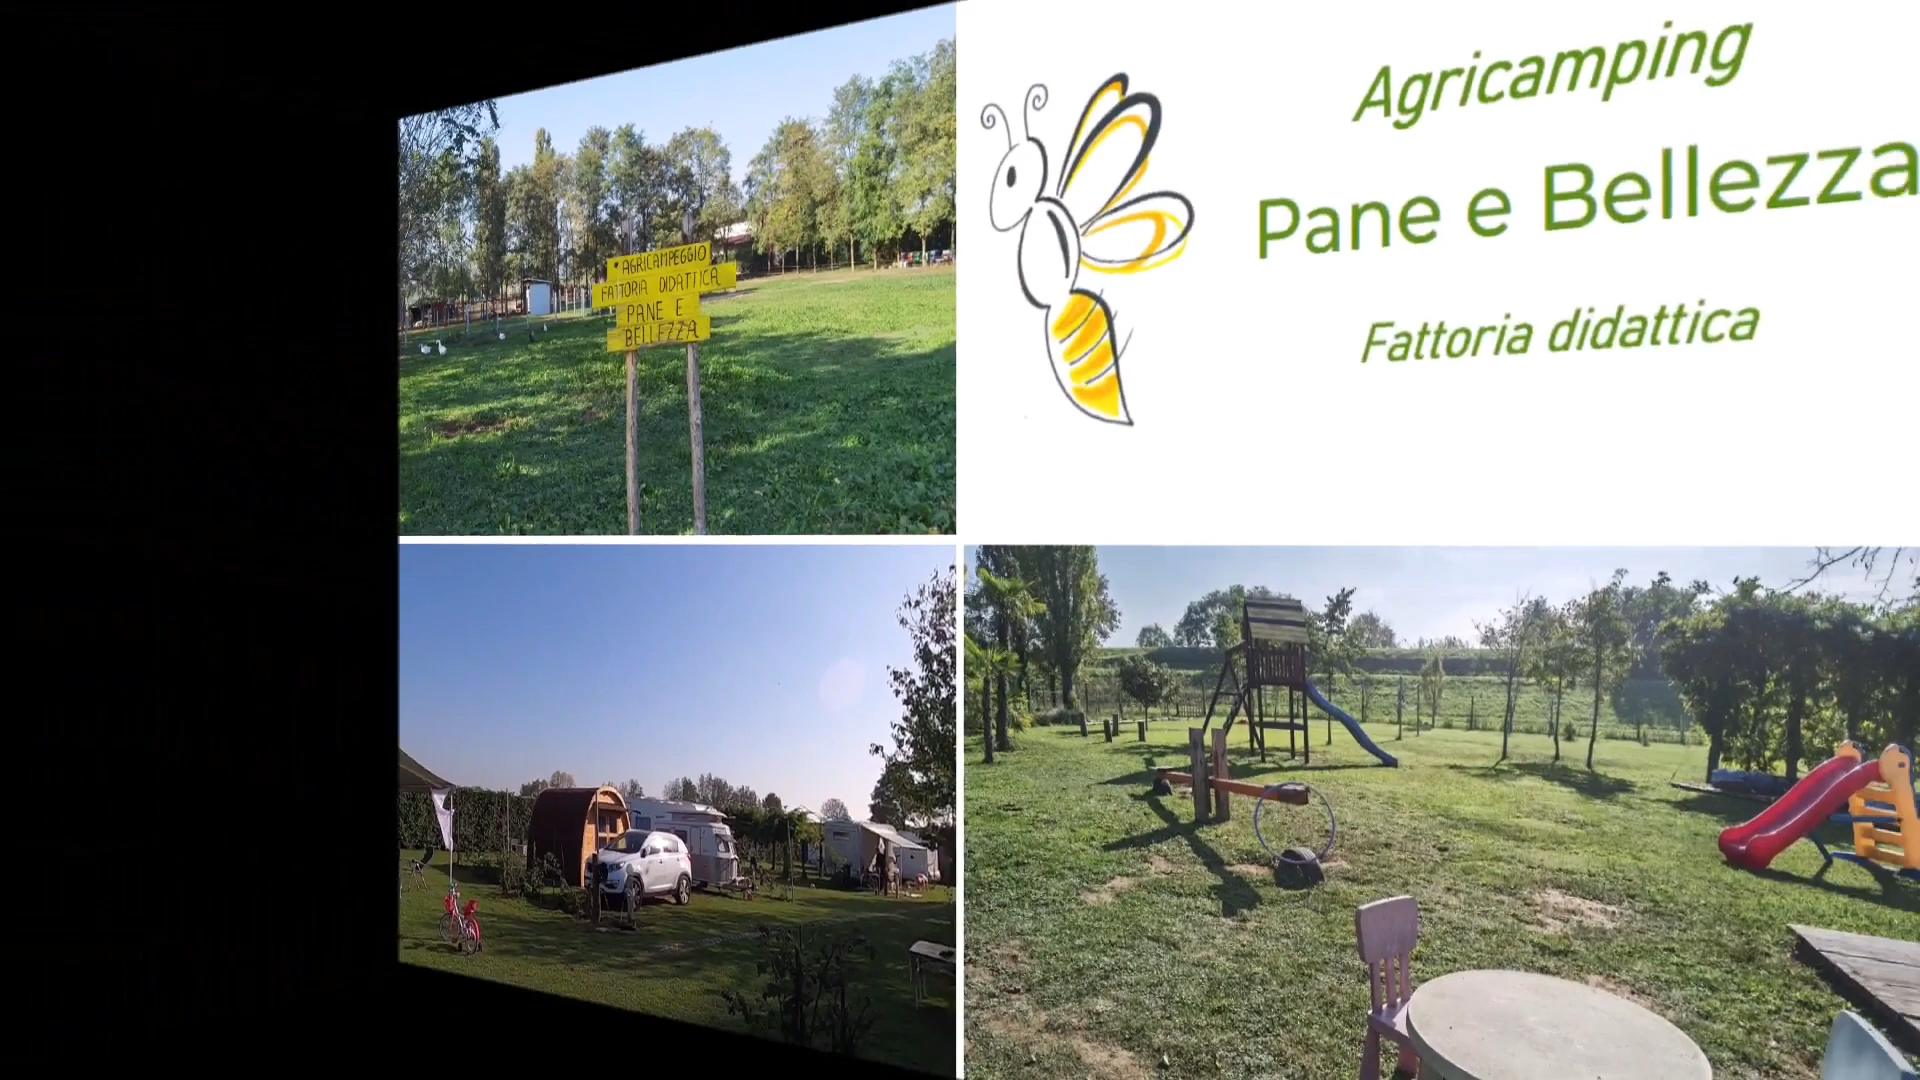 AGRICAMPEGGIO
FATTORIA DIDATTICA
PANE E
BELLEZZA
Agricamping
Pane e Bellezza
Fattoria didattica